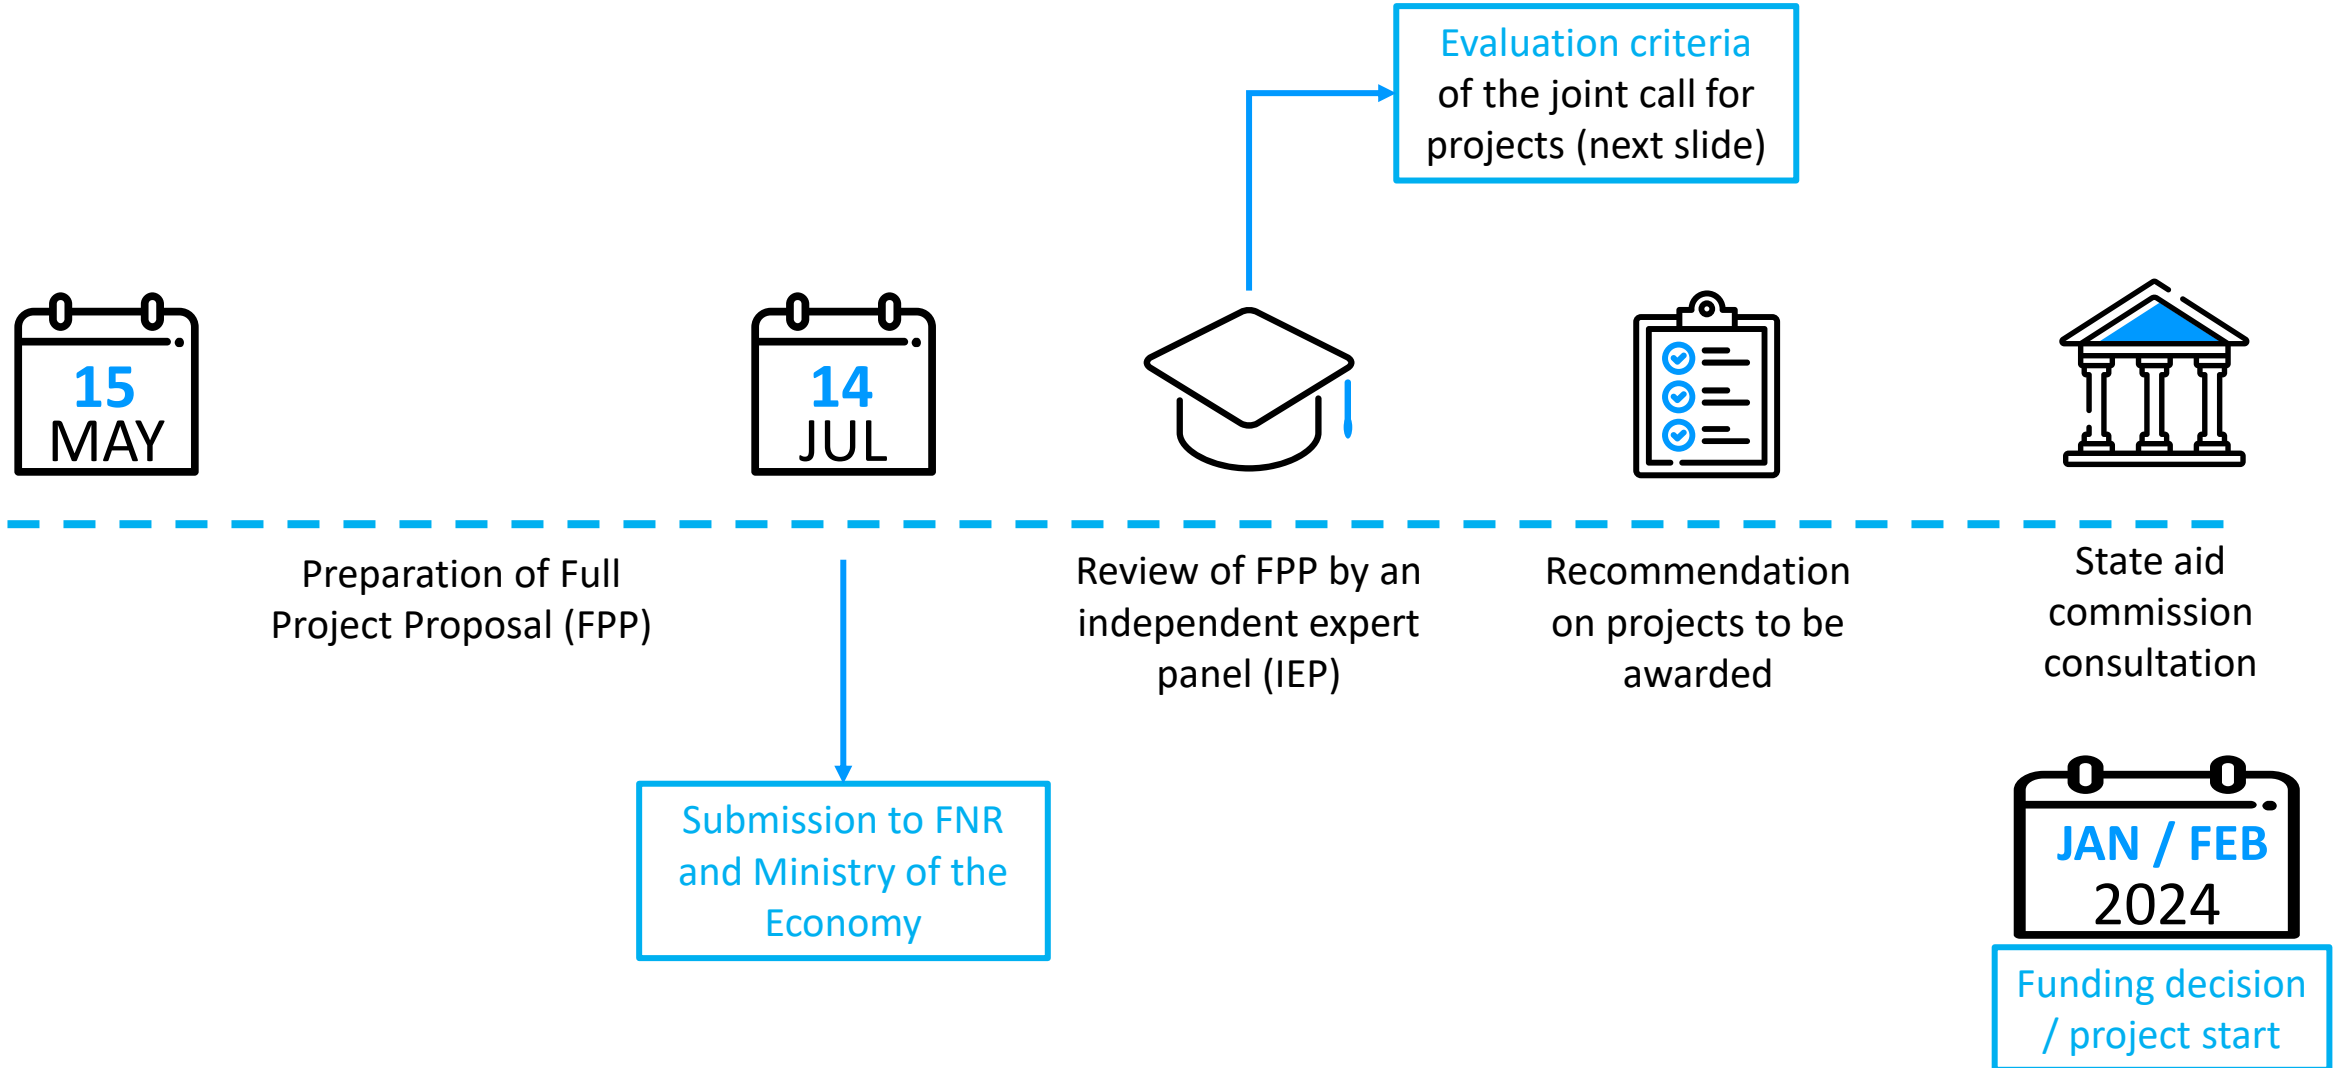 Evaluation criteria
of the joint call for
projects (next slide)
15
MAY
14
JUL
Preparation of Full
Project Proposal (FPP)
Review of FPP by an
independent expert
panel (IEP)
Recommendation
on projects to be
awarded
State aid
commission
consultation
Submission to FNR
and Ministry of the
Economy
JAN / FEB
2024
Funding decision
/ project start